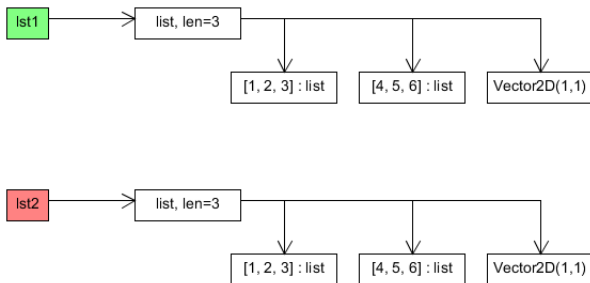 lst1
list, len=3
[1, 2, 3] : list
[4, 5, 6] : list
Vector2D(1,1)
lst2
list, len=3
[1, 2, 3] : list
[4, 5, 6] : list
Vector2D(1,1)